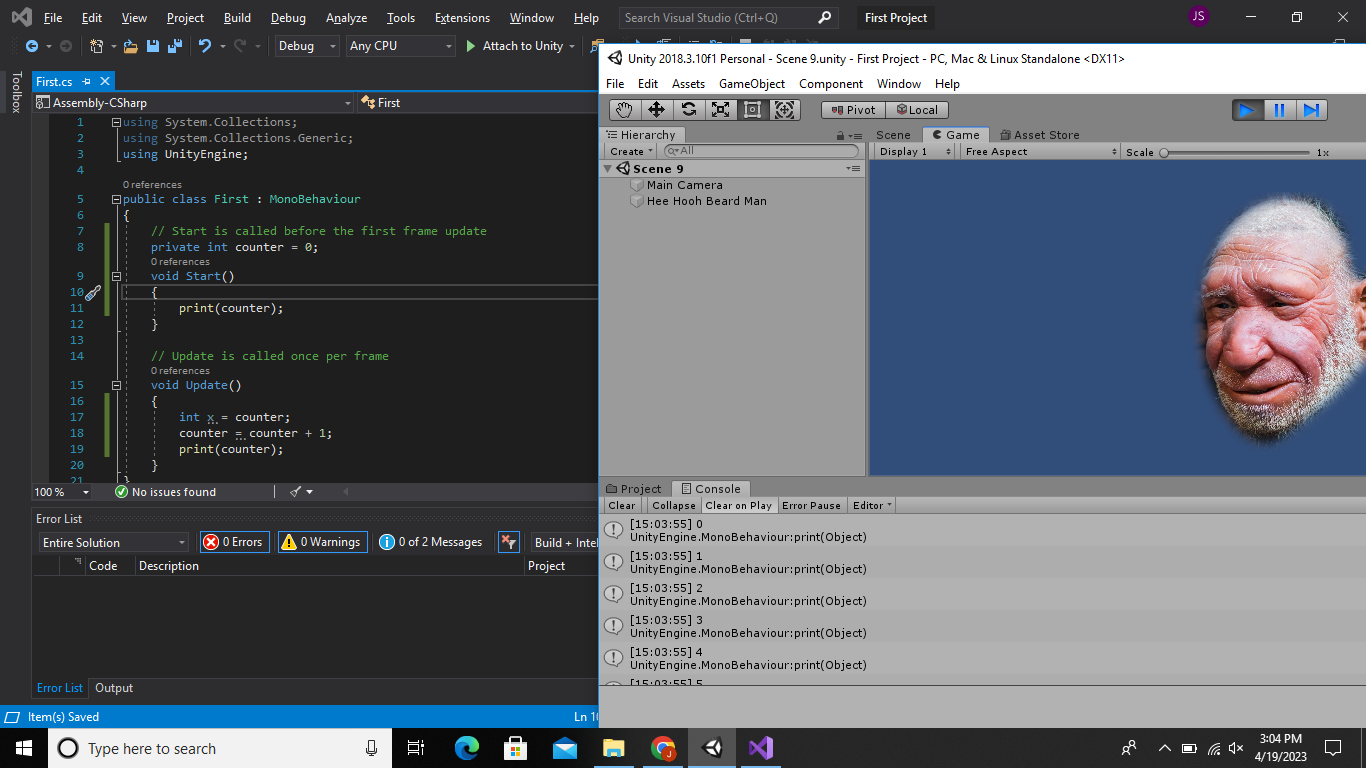 File Edit View Project Build Debug Analyze Tools Extensions Window Help Search Visual Studio (Ctrl+Q) First Project JS
Debug Any CPU Attach to Unity
Toolbox
First.cs
Assembly-CSharp First
1 using System.Collections;
2 using System.Collections.Generic;
3 using UnityEngine;
4
0 references
5 public class First : MonoBehaviour
6 {
7 // Start is called before the first frame update
8 private int counter = 0;
0 references
9 void Start()
10 {
11 print(counter);
12 }
13
14 // Update is called once per frame
0 references
15 void Update()
16 {
17 int x = counter;
18 counter = counter + 1;
19 print(counter);
20 }
21 }
100 % No issues found
Error List
Entire Solution 0 Errors 0 Warnings 0 of 2 Messages Build + Intel
Code Description Project
Error List Output
Item(s) Saved Ln 10
Unity 2018.3.10f1 Personal - Scene 9.unity - First Project - PC, Mac & Linux Standalone <DX11>
File Edit Assets GameObject Component Window Help
Pivot Local
Hierarchy
Create All
Scene 9
Main Camera
Hee Hooh Beard Man
Scene Game Asset Store
Display 1 Free Aspect Scale 1x
Project Console
Clear Collapse Clear on Play Error Pause Editor
[15:03:55] 0
UnityEngine.MonoBehaviour:print(Object)
[15:03:55] 1
UnityEngine.MonoBehaviour:print(Object)
[15:03:55] 2
UnityEngine.MonoBehaviour:print(Object)
[15:03:55] 3
UnityEngine.MonoBehaviour:print(Object)
[15:03:55] 4
UnityEngine.MonoBehaviour:print(Object)
[15:03:55] 5
Type here to search
3:04 PM
4/19/2023